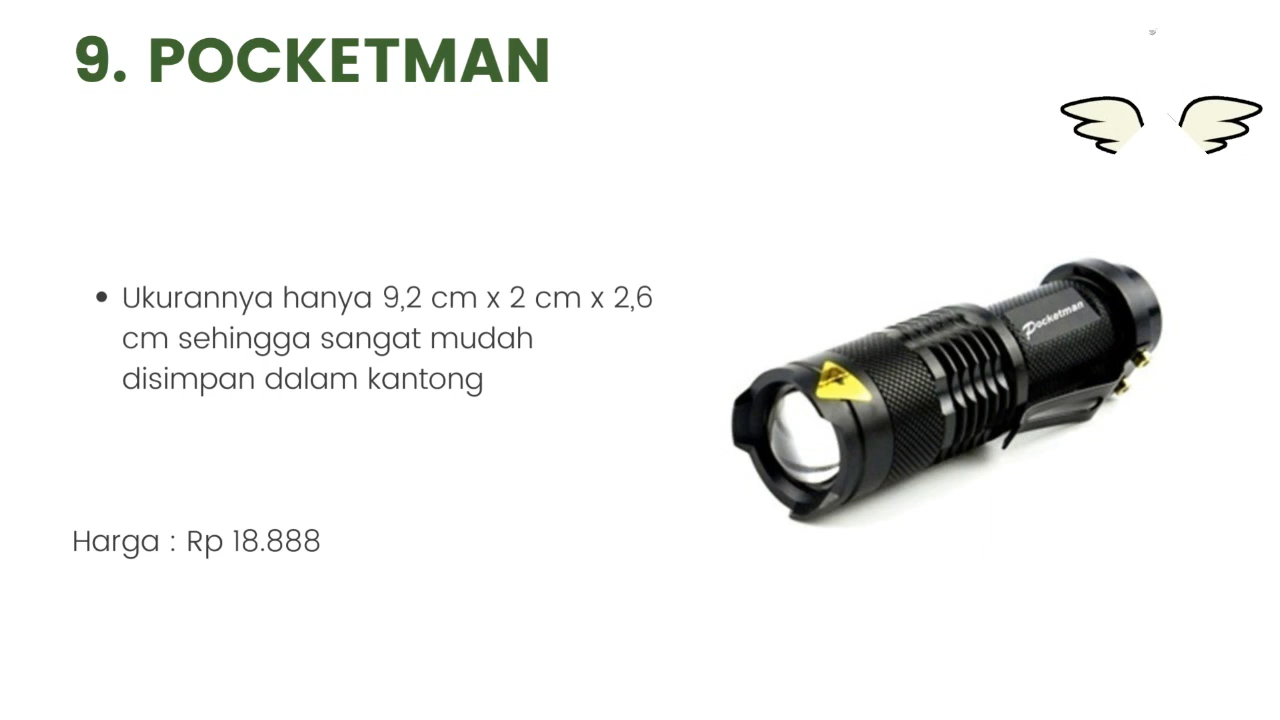 9. POCKETMAN
• Ukurannya hanya 9,2 cm x 2 cm x 2,6
cm sehingga sangat mudah
disimpan dalam kantong
Pocketman
Harga : Rp 18.888